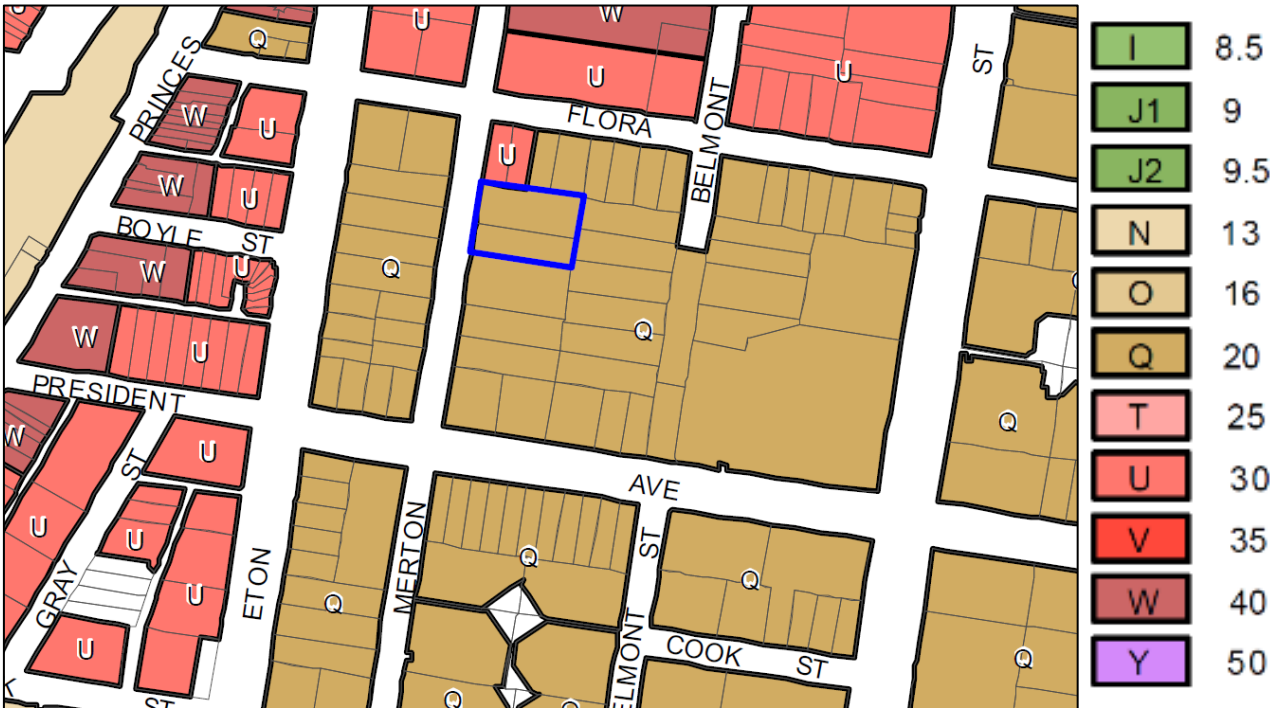 U
W
Q
U
U
ST
PRINCES
W
U
FLORA
BELMONT
U
W
U
U
Q
BOYLE ST
W
U
Q
Q
W
U
PRESIDENT
W
U
ST
U
U
U
GRAY
U
ST
ETON
Q
MERTON
AVE
Q
ST
Q
Q
Q
COOK ST
Q
I 8.5
J1 9
J2 9.5
N 13
O 16
Q 20
T 25
U 30
V 35
W 40
Y 50